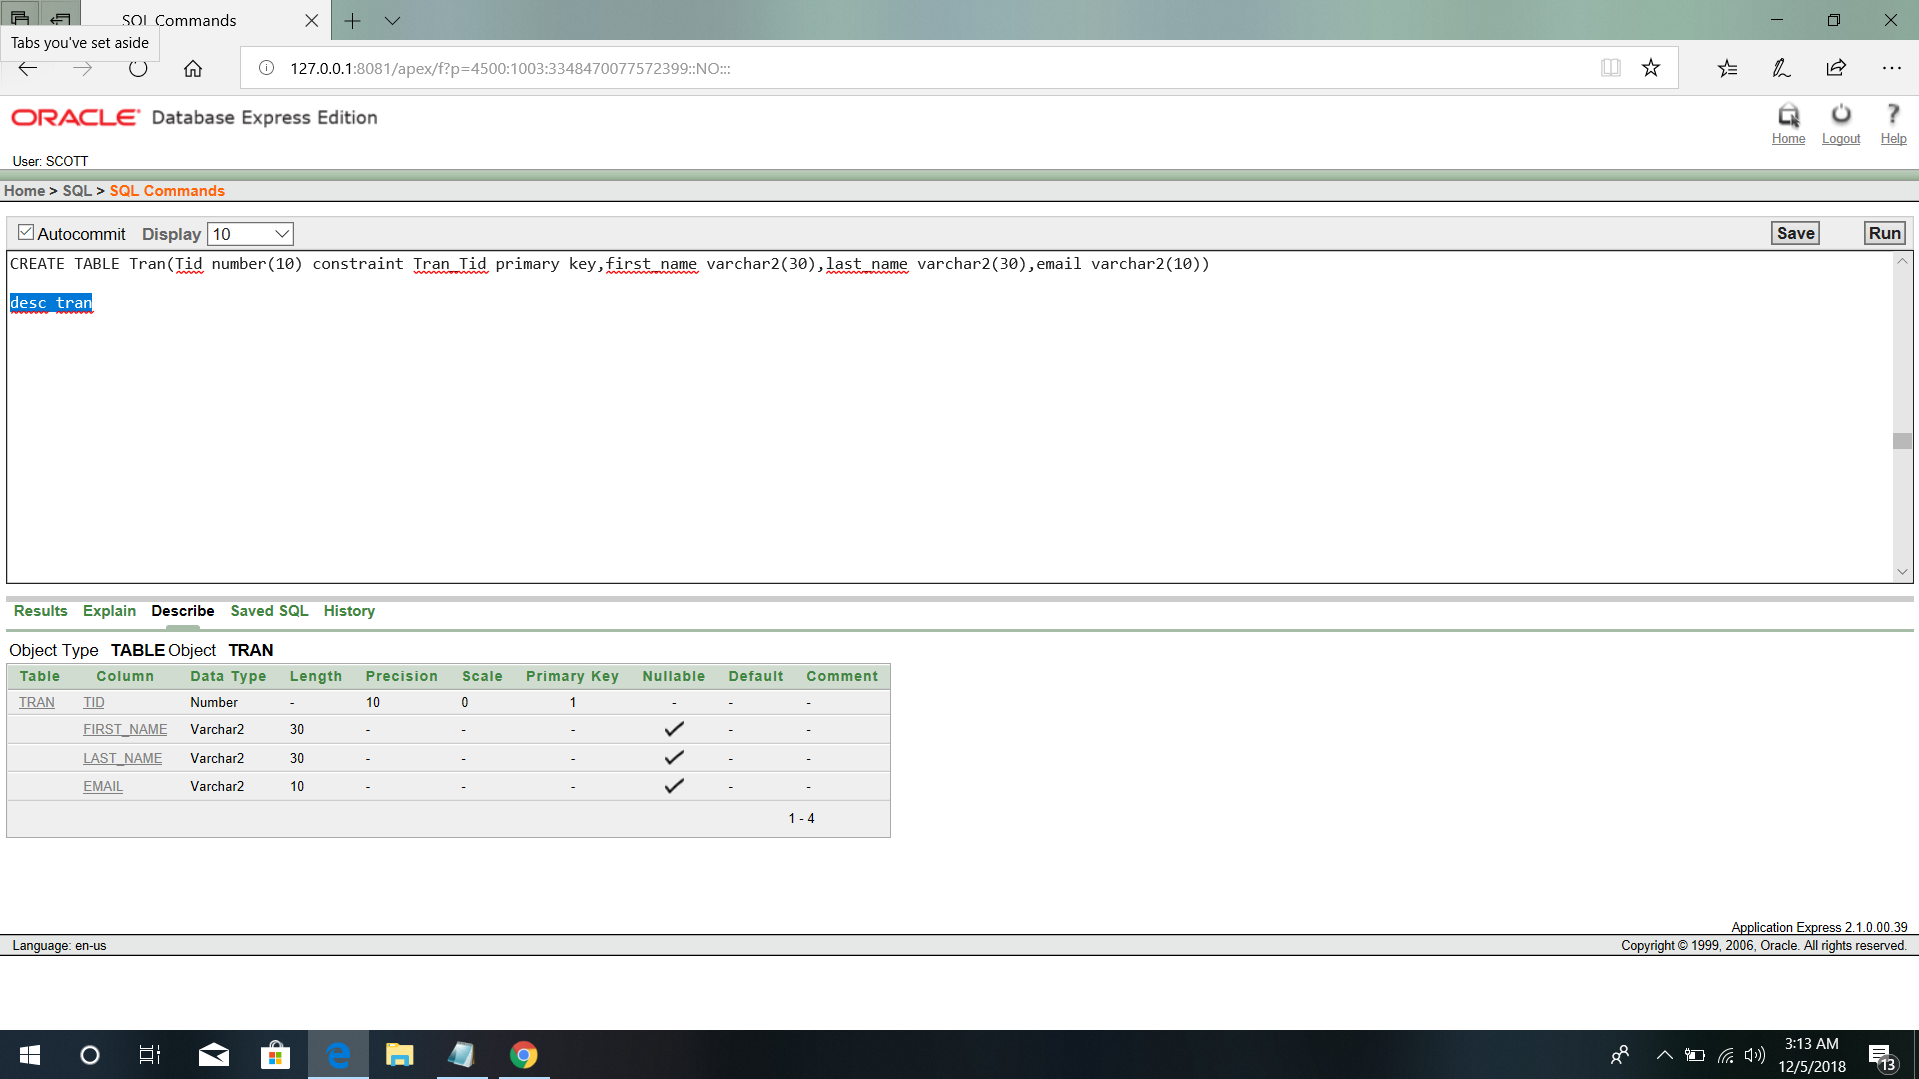 SQL Commands
Tabs you've set aside
127.0.0.1:8081/apex/f?p=4500:1003:3348470077572399::NO:::
ORACLE Database Express Edition
Home Logout Help
User: SCOTT
Home > SQL > SQL Commands
Autocommit Display 10 Save Run
CREATE TABLE Tran(Tid number(10) constraint Tran_Tid primary key,first_name varchar2(30),last_name varchar2(30),email varchar2(10))
desc tran
Results Explain Describe Saved SQL History
Object Type TABLE Object TRAN
Table Column Data Type Length Precision Scale Primary Key Nullable Default Comment
TRAN TID Number - 10 0 1 - - -
FIRST_NAME Varchar2 30 - - - - -
LAST_NAME Varchar2 30 - - - - -
EMAIL Varchar2 10 - - - - -
1 - 4
Application Express 2.1.0.00.39
Language: en-us Copyright © 1999, 2006, Oracle. All rights reserved.
3:13 AM
12/5/2018
13